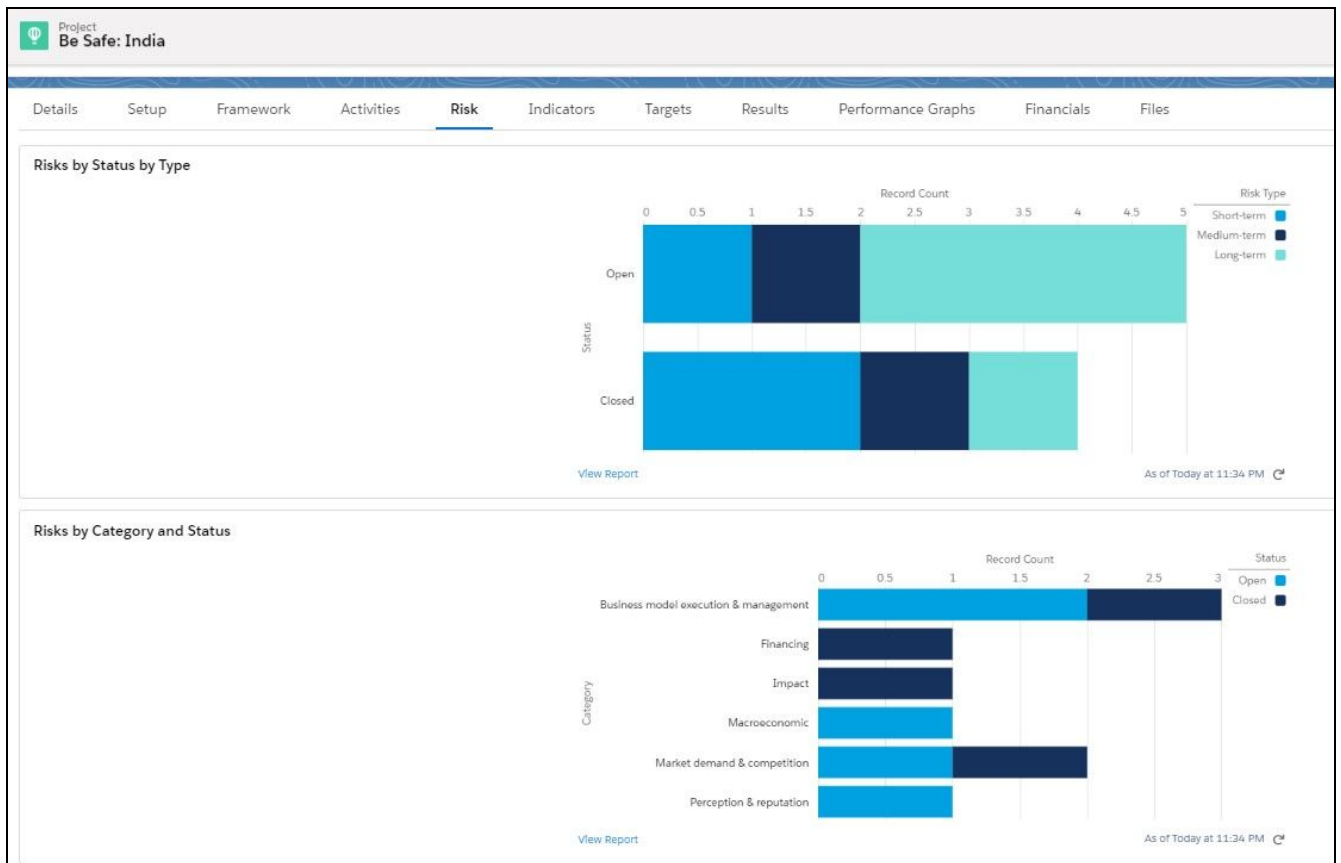 Project
Be Safe: India
Details Setup Framework Activities Risk Indicators Targets Results Performance Graphs Financials Files
Risks by Status by Type
Record Count
0 0.5 1 1.5 2 2.5 3 3.5 4 4.5 5
Risk Type
Short-term
Medium-term
Long-term
Status
Open
Closed
View Report
As of Today at 11:34 PM
Risks by Category and Status
Record Count
0 0.5 1 1.5 2 2.5 3
Status
Open
Closed
Category
Business model execution & management
Financing
Impact
Macroeconomic
Market demand & competition
Perception & reputation
View Report
As of Today at 11:34 PM